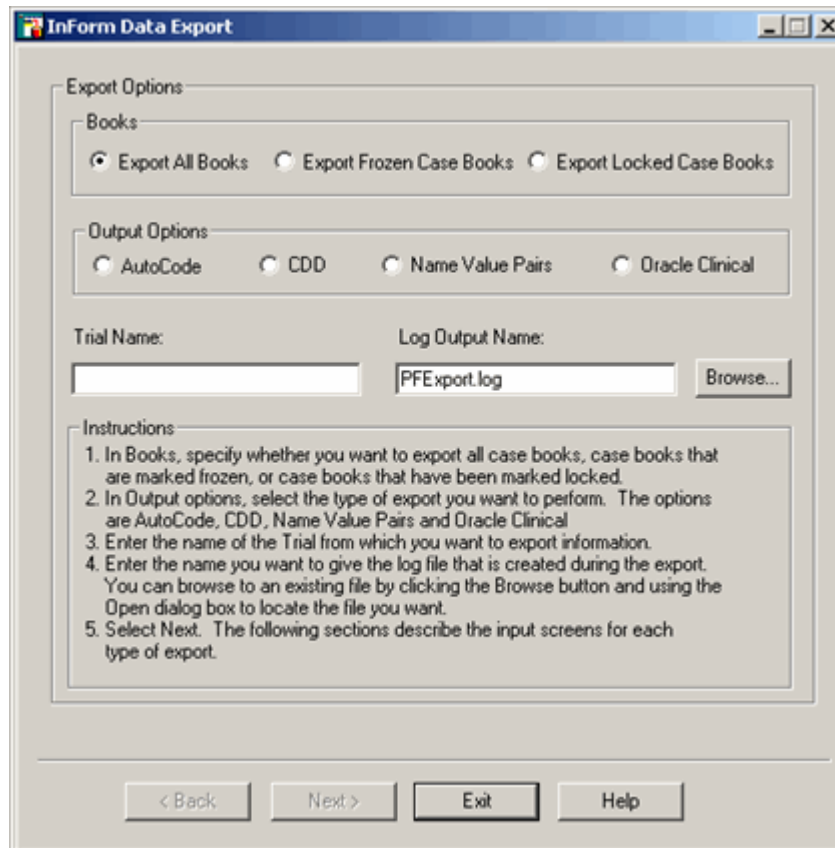 InForm Data Export
Export Options
Books
Export All Books Export Frozen Case Books Export Locked Case Books
Output Options
AutoCode CDD Name Value Pairs Oracle Clinical
Trial Name: Log Output Name:
PFExport.log Browse...
Instructions
1. In Books, specify whether you want to export all case books, case books that
are marked frozen, or case books that have been marked locked.
2. In Output options, select the type of export you want to perform. The options
are AutoCode, CDD, Name Value Pairs and Oracle Clinical
3. Enter the name of the Trial from which you want to export information.
4. Enter the name you want to give the log file that is created during the export.
You can browse to an existing file by clicking the Browse button and using the
Open dialog box to locate the file you want.
5. Select Next. The following sections describe the input screens for each
type of export.
< Back Next > Exit Help